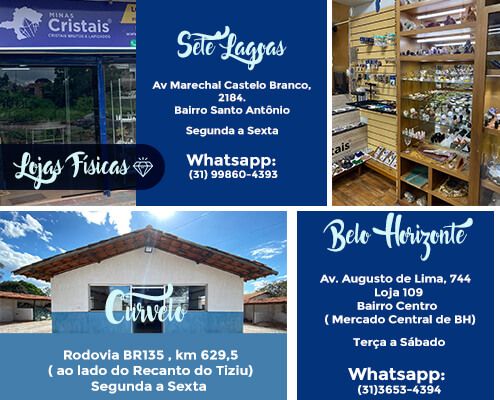 MINAS
Cristais
CRISTAIS BRUTOS & LAPIDADOS
Lojas Físicas
Sete Lagoas
Av Marechal Castelo Branco,
2184.
Bairro Santo Antônio
Segunda a Sexta
Whatsapp:
(31) 99860-4393
Curvelo
Rodovia BR135 , km 629,5
( ao lado do Recanto do Tiziu)
Segunda a Sexta
Belo Horizonte
Av. Augusto de Lima, 744
Loja 109
Bairro Centro
( Mercado Central de BH)
Terça a Sábado
Whatsapp:
(31)3653-4394